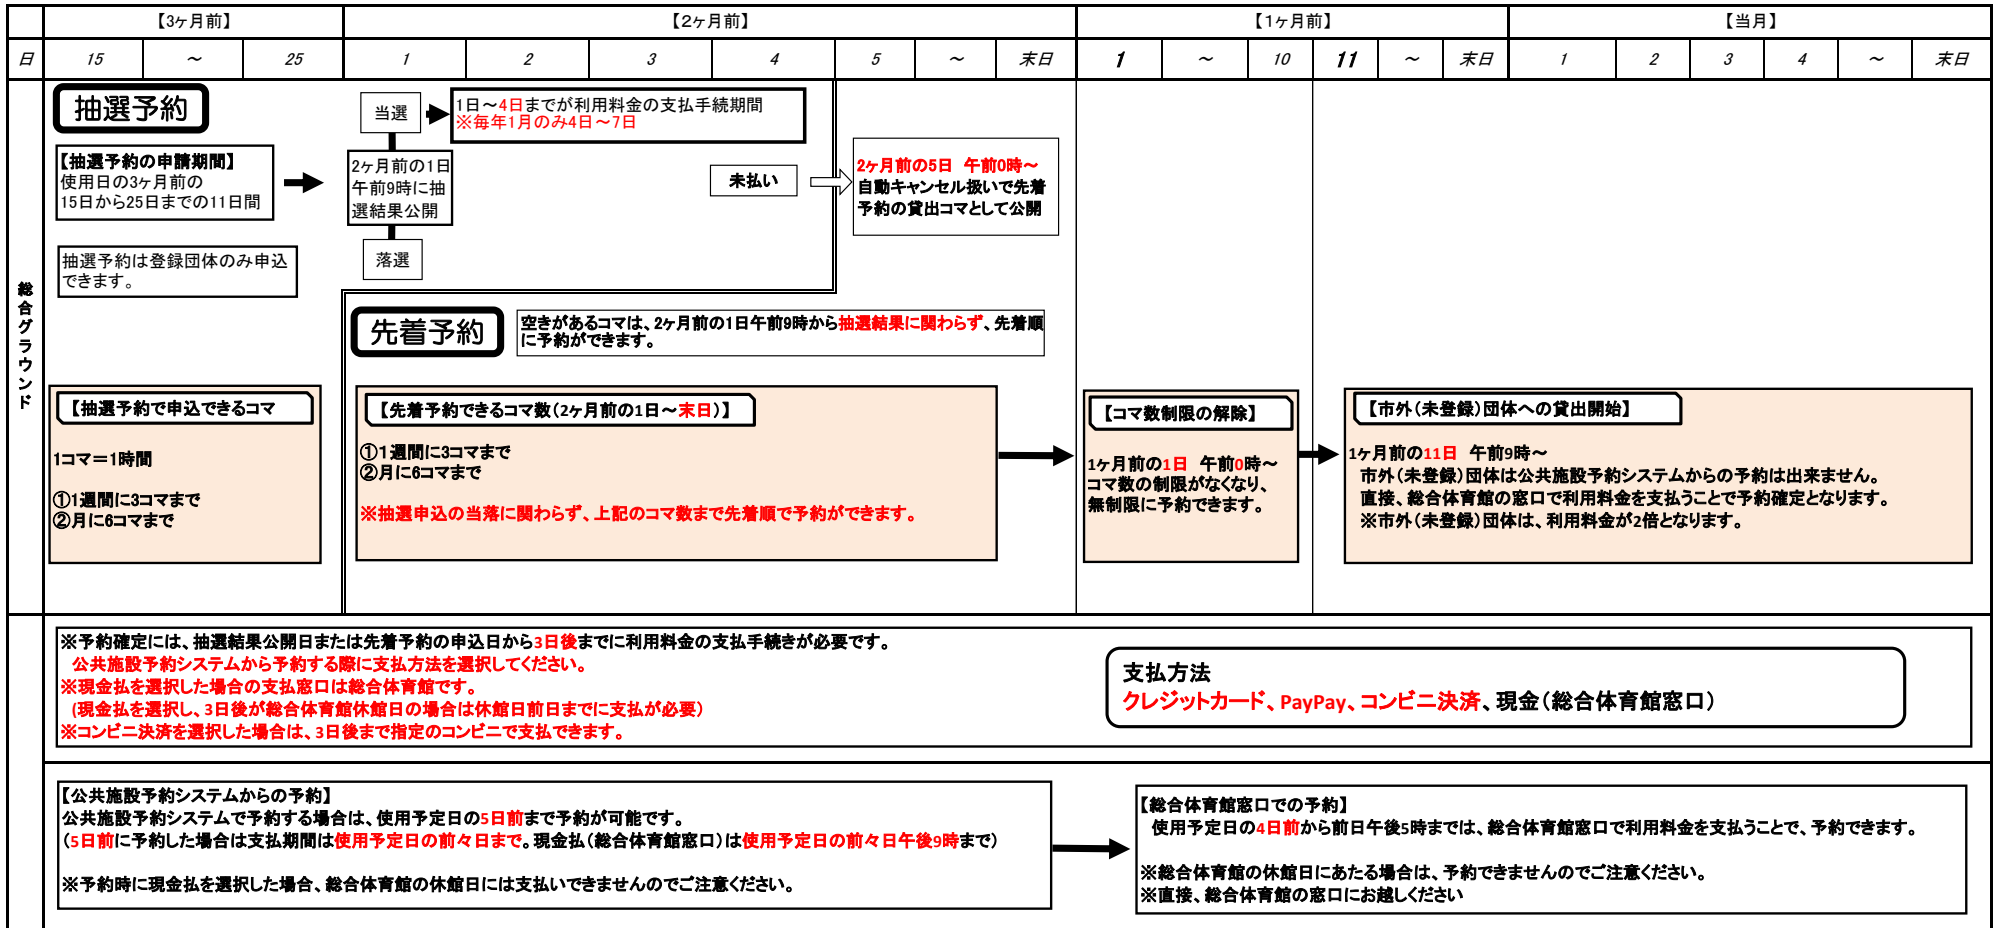 【3ヶ月前】
【2ヶ月前】
【1ヶ月前】
【当月】
日
15
～
25
1
2
3
4
5
～
末日
1
～
10
11
～
末日
1
2
3
4
～
末日
総合グラウンド
抽選予約
【抽選予約の申請期間】
使用日の3ヶ月前の
15日から25日までの11日間
抽選予約は登録団体のみ申込
できます。
当選
1日～4日までが利用料金の支払手続期間
※毎年1月のみ4日～7日
2ヶ月前の1日
午前9時に抽
選結果公開
落選
未払い
2ヶ月前の5日 午前0時～
自動キャンセル扱いで先着
予約の貸出コマとして公開
先着予約
空きがあるコマは、2ヶ月前の1日午前9時から抽選結果に関わらず、先着順
に予約ができます。
【抽選予約で申込できるコマ
1コマ＝1時間
①1週間に3コマまで
②月に6コマまで
【先着予約できるコマ数（2ヶ月前の1日～末日）】
①1週間に3コマまで
②月に6コマまで
※抽選申込の当落に関わらず、上記のコマ数まで先着順で予約ができます。
【コマ数制限の解除】
1ヶ月前の1日 午前0時～
コマ数の制限がなくなり、
無制限に予約できます。
【市外（未登録）団体への貸出開始】
1ヶ月前の11日 午前9時～
市外（未登録）団体は公共施設予約システムからの予約は出来ません。
直接、総合体育館の窓口で利用料金を支払うことで予約確定となります。
※市外（未登録）団体は、利用料金が2倍となります。
※予約確定には、抽選結果公開日または先着予約の申込日から3日後までに利用料金の支払手続きが必要です。
公共施設予約システムから予約する際に支払方法を選択してください。
※現金払を選択した場合の支払窓口は総合体育館です。
(現金払を選択し、3日後が総合体育館休館日の場合は休館日前日までに支払が必要）
※コンビニ決済を選択した場合は、3日後まで指定のコンビニで支払できます。
支払方法
クレジットカード、PayPay、コンビニ決済、現金（総合体育館窓口）
【公共施設予約システムからの予約】
公共施設予約システムで予約する場合は、使用予定日の5日前まで予約が可能です。
（5日前に予約した場合は支払期間は使用予定日の前々日まで。現金払（総合体育館窓口）は使用予定日の前々日午後9時まで）
※予約時に現金払を選択した場合、総合体育館の休館日には支払いできませんのでご注意ください。
【総合体育館窓口での予約】
使用予定日の4日前から前日午後5時までは、総合体育館窓口で利用料金を支払うことで、予約できます。
※総合体育館の休館日にあたる場合は、予約できませんのでご注意ください。
※直接、総合体育館の窓口にお越しください